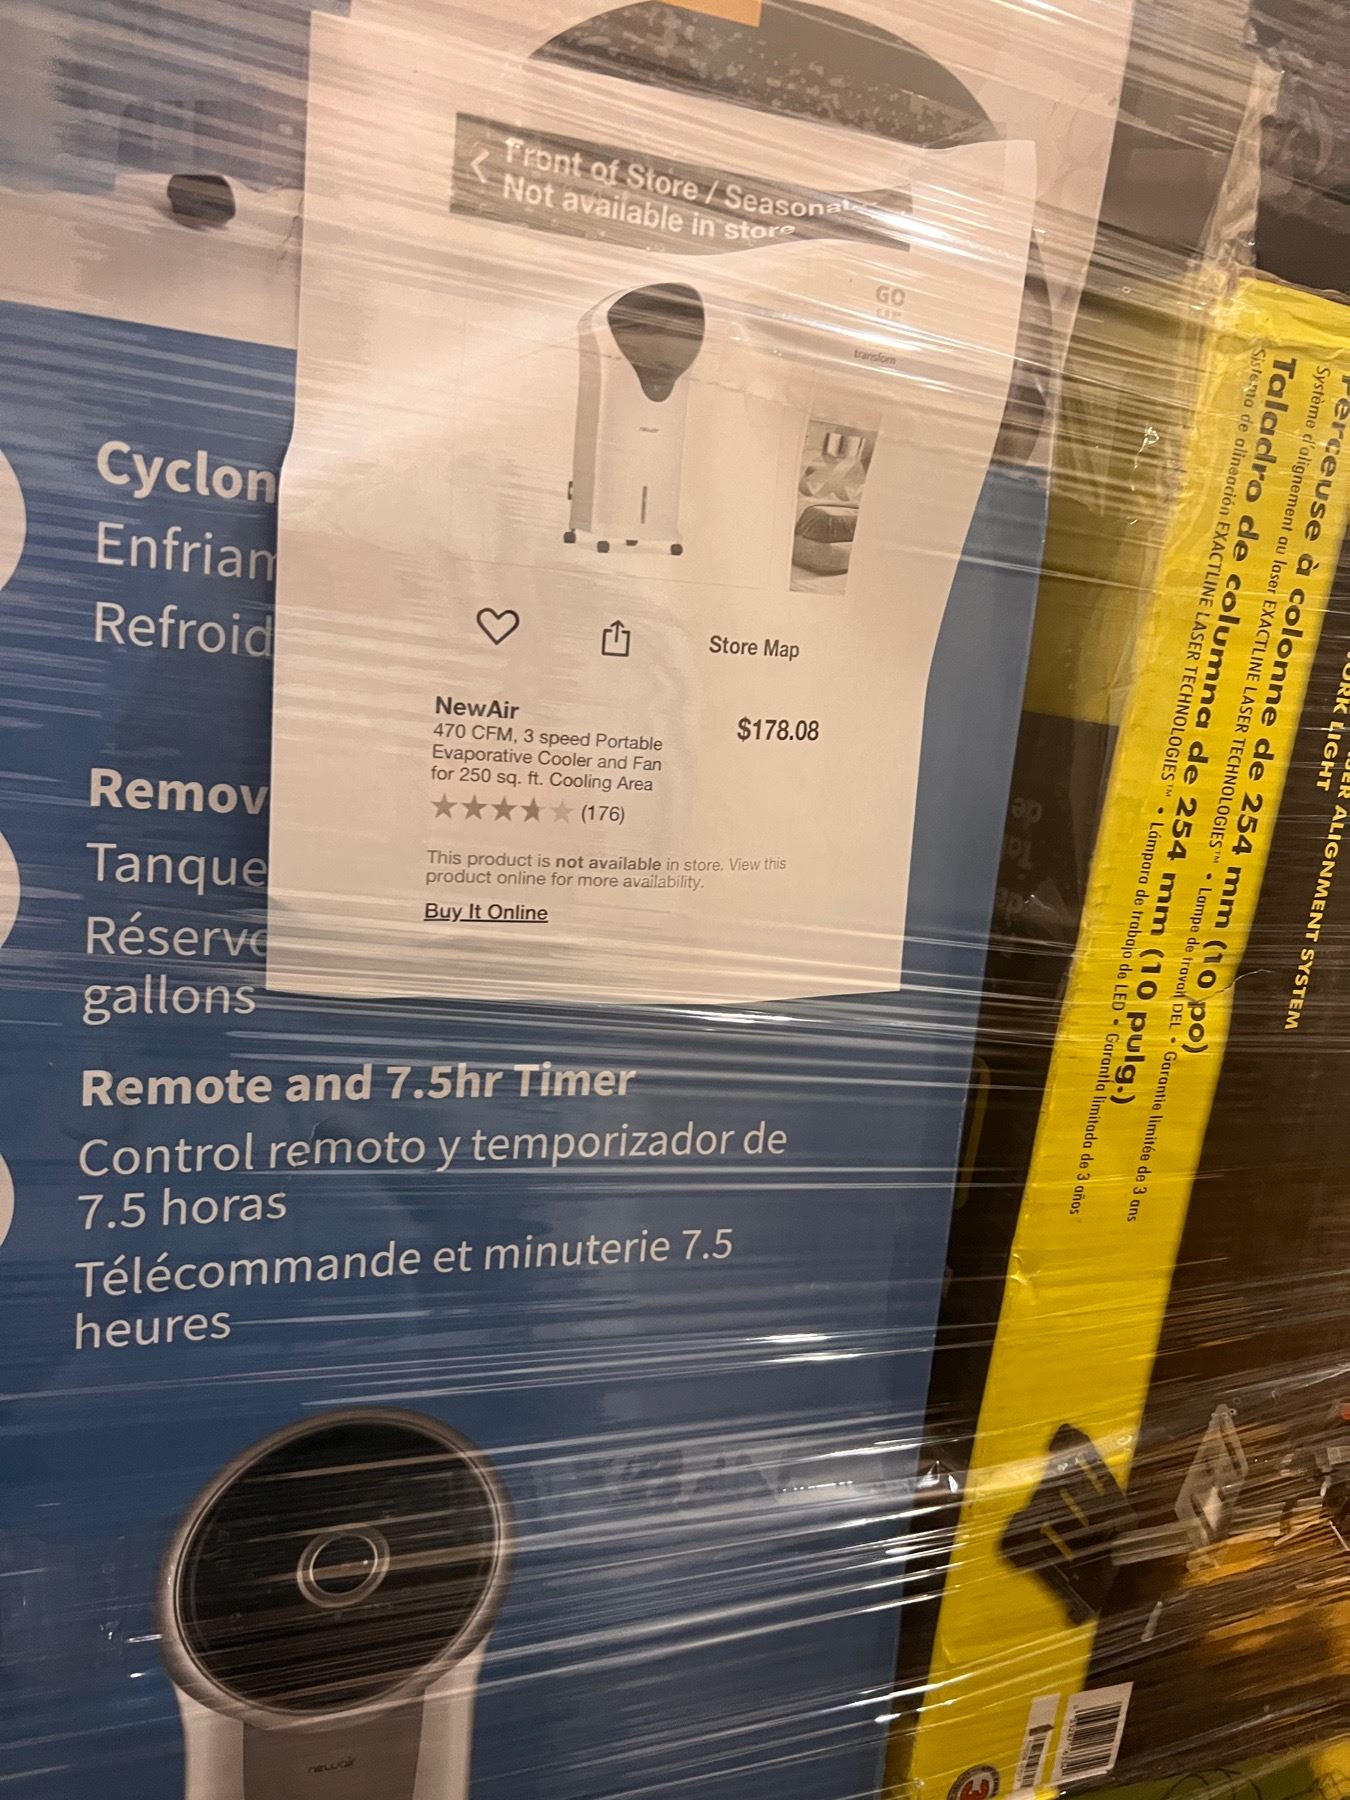 Front of Store / Seasonal
Not available in store
GO
transform
newair
Store Map
NewAir
470 CFM, 3 speed Portable
Evaporative Cooler and Fan
for 250 sq. ft. Cooling Area
$178.08
(176)
This product is not available in store. View this
product online for more availability.
Buy It Online
Cyclon
Enfriam
Refroid
Remov
Tanque
Réservo
gallons
Remote and 7.5hr Timer
Control remoto y temporizador de
7.5 horas
Télécommande et minuterie 7.5
heures
newair
LASER ALIGNMENT SYSTEM
WORK LIGHT
Perceuse à colonne de 254 mm (10 po)
Système d'alignement au laser EXACTLINE LASER TECHNOLOGIES™ • Lampe de travail DEL • Garantie limitée de 3 ans
Taladro de columna de 254 mm (10 pulg.)
Sistema de alineación EXACTLINE LASER TECHNOLOGIES™ • Lámpara de trabajo de LED • Garantía limitada de 3 años
3